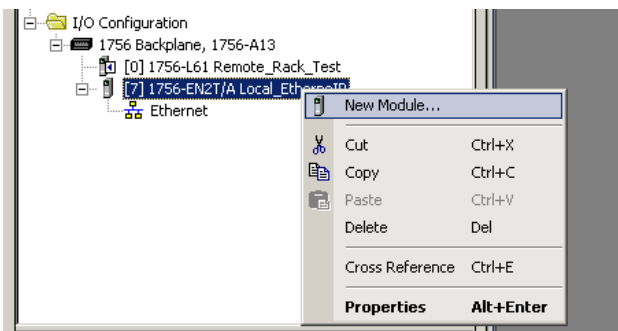 I/O Configuration
1756 Backplane, 1756-A13
[0] 1756-L61 Remote_Rack_Test
[7] 1756-EN2T/A Local_EthernetIP
Ethernet
New Module...
Cut Ctrl+X
Copy Ctrl+C
Paste Ctrl+V
Delete Del
Cross Reference Ctrl+E
Properties Alt+Enter